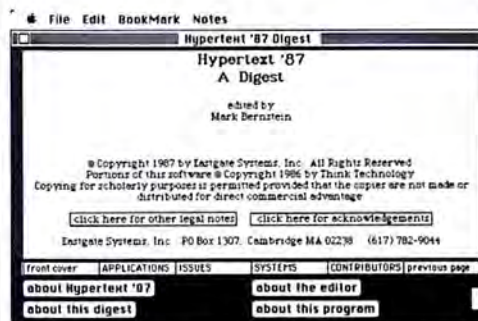 File Edit BookMark Notes
Hypertext '87 Digest
Hypertext '87
A Digest
edited by
Mark Bernstein
© Copyright 1987 by Eastgate Systems, Inc. All Rights Reserved
Portions of this software © Copyright 1986 by Think Technology
Copying for scholarly purposes is permitted provided that the copies are not made or
distributed for direct commercial advantage
click here for other legal notes click here for acknowledgements
Eastgate Systems, Inc. PO Box 1307, Cambridge MA 02238 (617) 782-9044
front cover APPLICATIONS ISSUES SYSTEMS CONTRIBUTORS previous page
about Hypertext '87 about the editor
about this digest about this program